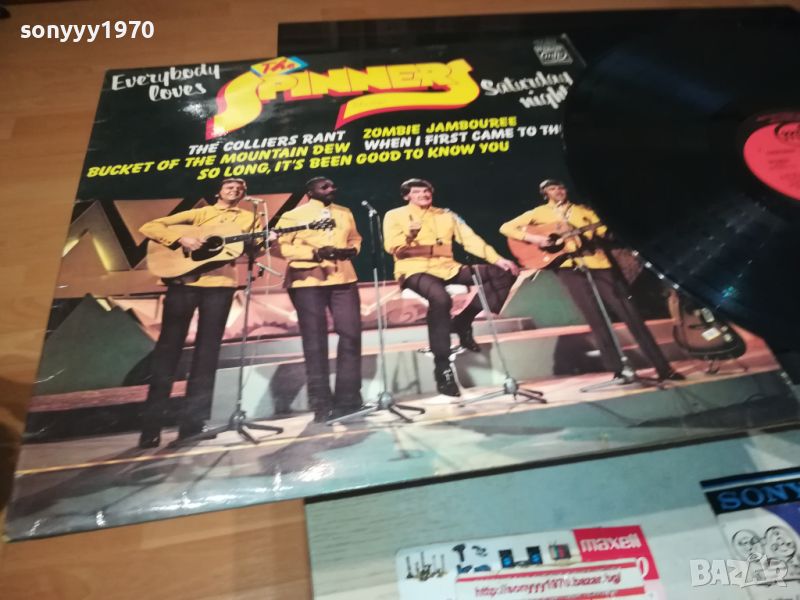 sonyyy1970
Everybody loves
The SPINNERS
Saturday night
THE COLLIERS RANT
ZOMBIE JAMBOUREE
BUCKET OF THE MOUNTAIN DEW
WHEN I FIRST CAME TO TH
SO LONG, IT'S BEEN GOOD TO KNOW YOU
SONY
maxell
http://sonyyy1970.bazar.bg/
BAZAR